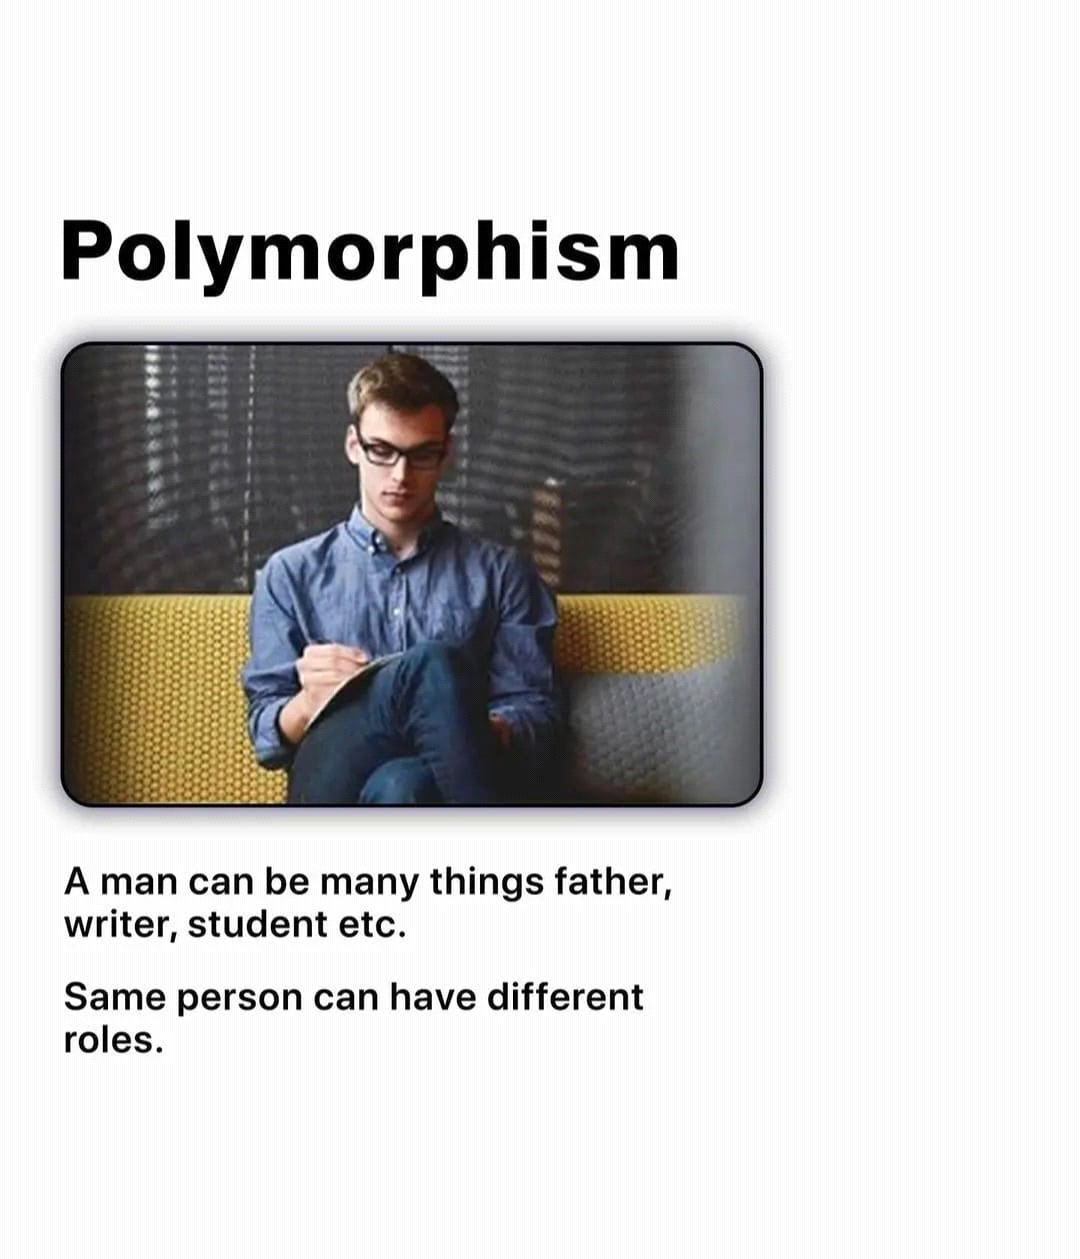 Polymorphism
A man can be many things father,
writer, student etc.
Same person can have different
roles.